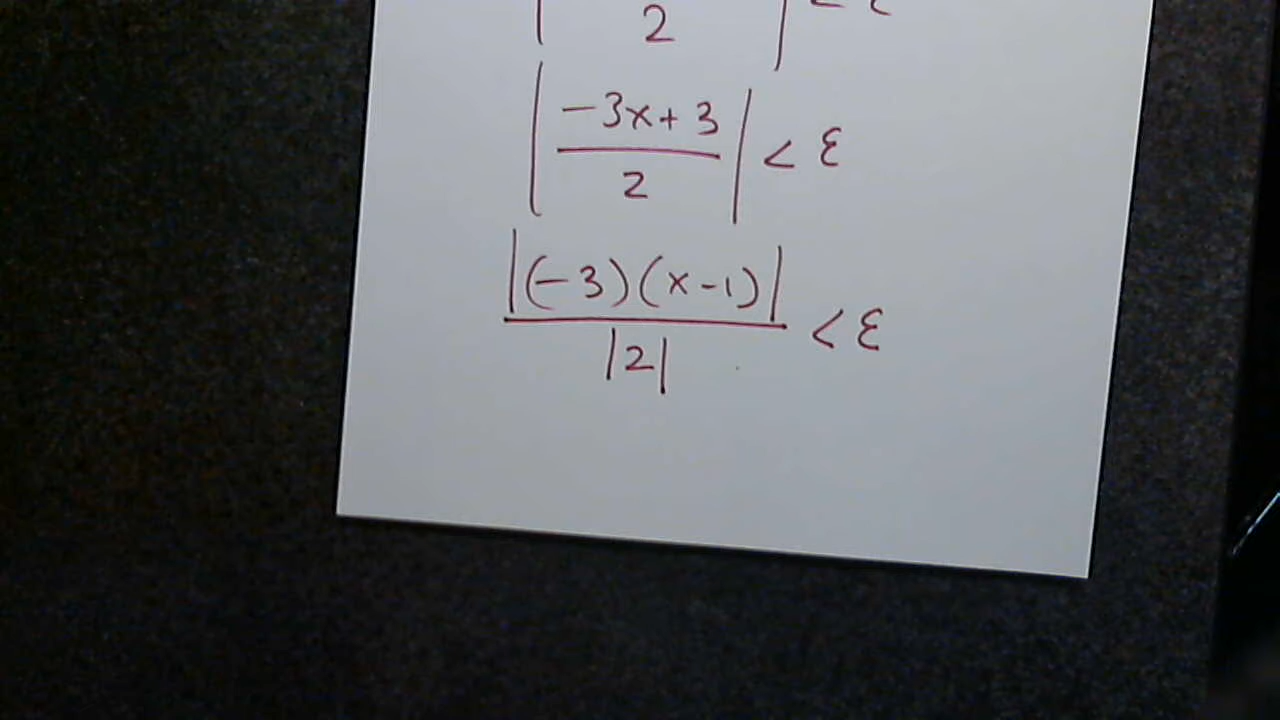 | 2 | <
| -3x+3 / 2 | < ε
|(-3)(x-1)| / |2| < ε